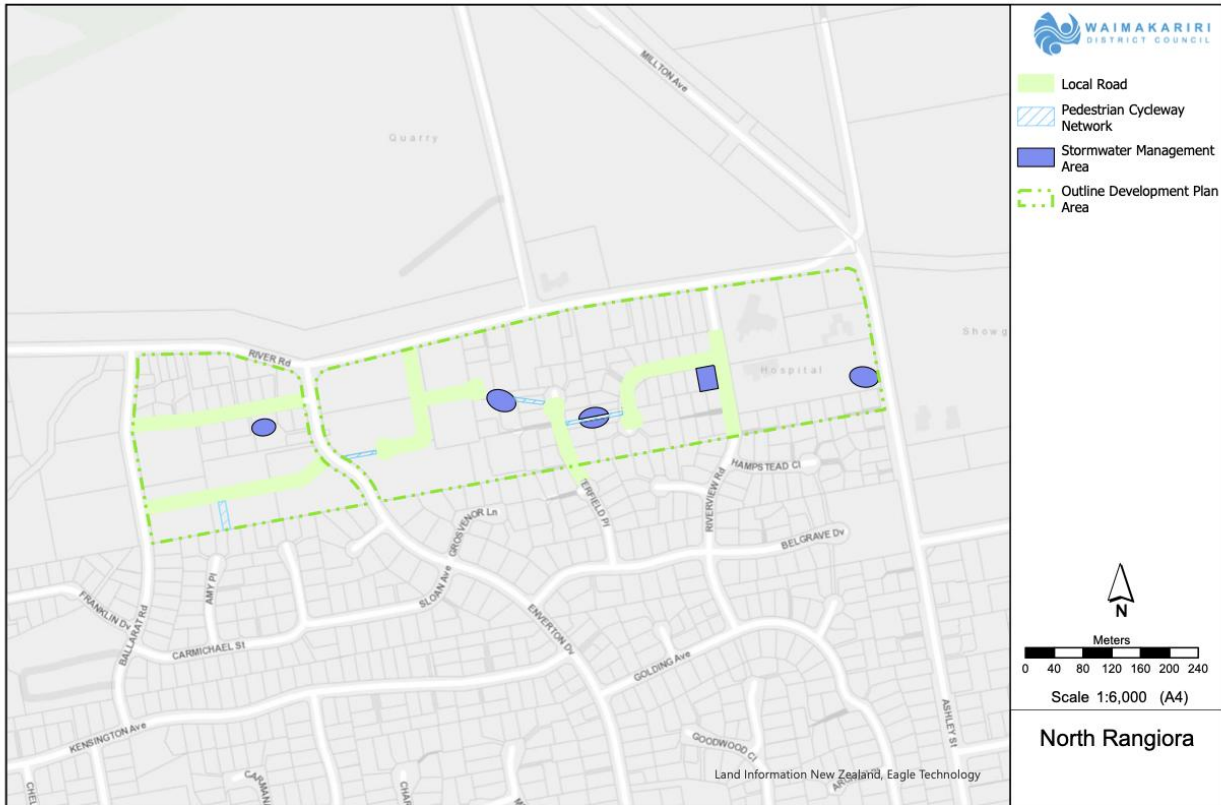 WAIMAKARIRI
DISTRICT COUNCIL
Local Road
Pedestrian Cycleway
Network
Stormwater Management
Area
Outline Development Plan
Area
MILLTON Ave
Quarry
RIVER Rd
Showg
Hospital
HAMPSTEAD Cl
ERFIELD Pl
RIVERVIEW Rd
GROSVENOR Ln
BELGRAVE Dv
AMY Pl
SLOAN Ave
FRANKLIN Dv
BALLARAT Rd
CARMICHAEL St
ENVERTON Dv
GOLDING Ave
KENSINGTON Ave
ASHLEY St
GOODWOOD Cl
Land Information New Zealand, Eagle Technology
N
Meters
0 40 80 120 160 200 240
Scale 1:6,000 (A4)
North Rangiora